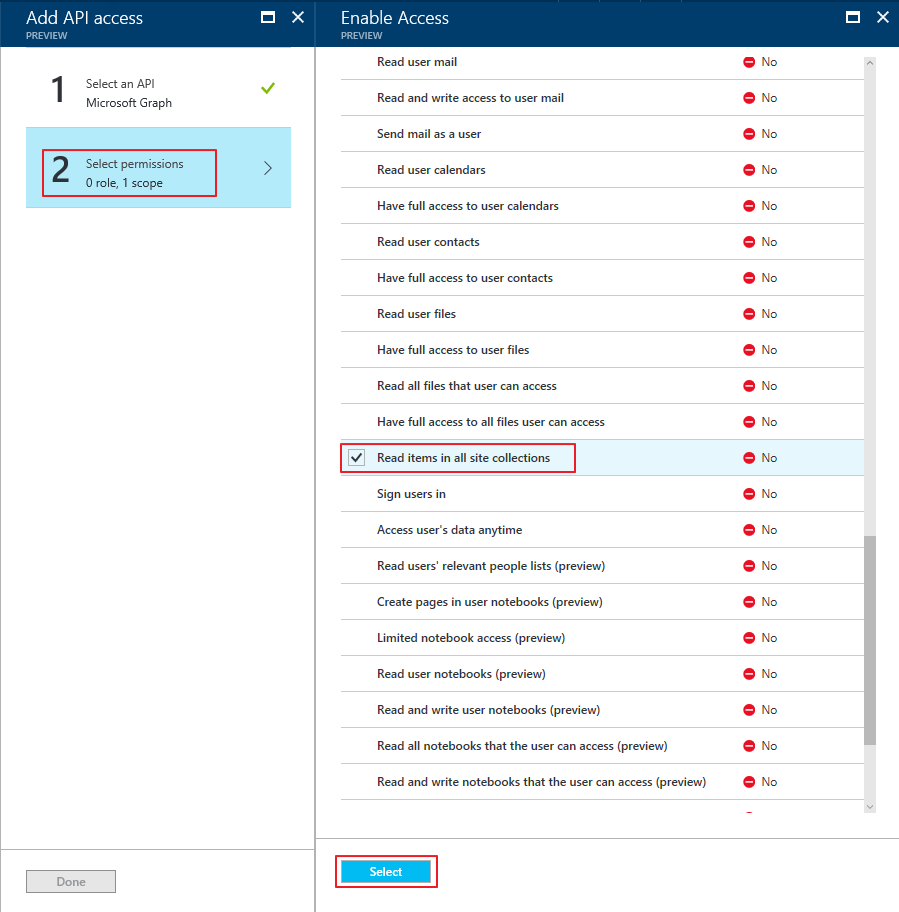 Add API access
PREVIEW
1
Select an API
Microsoft Graph
2
Select permissions
0 role, 1 scope
Done
Enable Access
PREVIEW
Read user mail No
Read and write access to user mail No
Send mail as a user No
Read user calendars No
Have full access to user calendars No
Read user contacts No
Have full access to user contacts No
Read user files No
Have full access to user files No
Read all files that user can access No
Have full access to all files user can access No
Read items in all site collections No
Sign users in No
Access user's data anytime No
Read users' relevant people lists (preview) No
Create pages in user notebooks (preview) No
Limited notebook access (preview) No
Read user notebooks (preview) No
Read and write user notebooks (preview) No
Read all notebooks that the user can access (preview) No
Read and write notebooks that the user can access (preview) No
Select